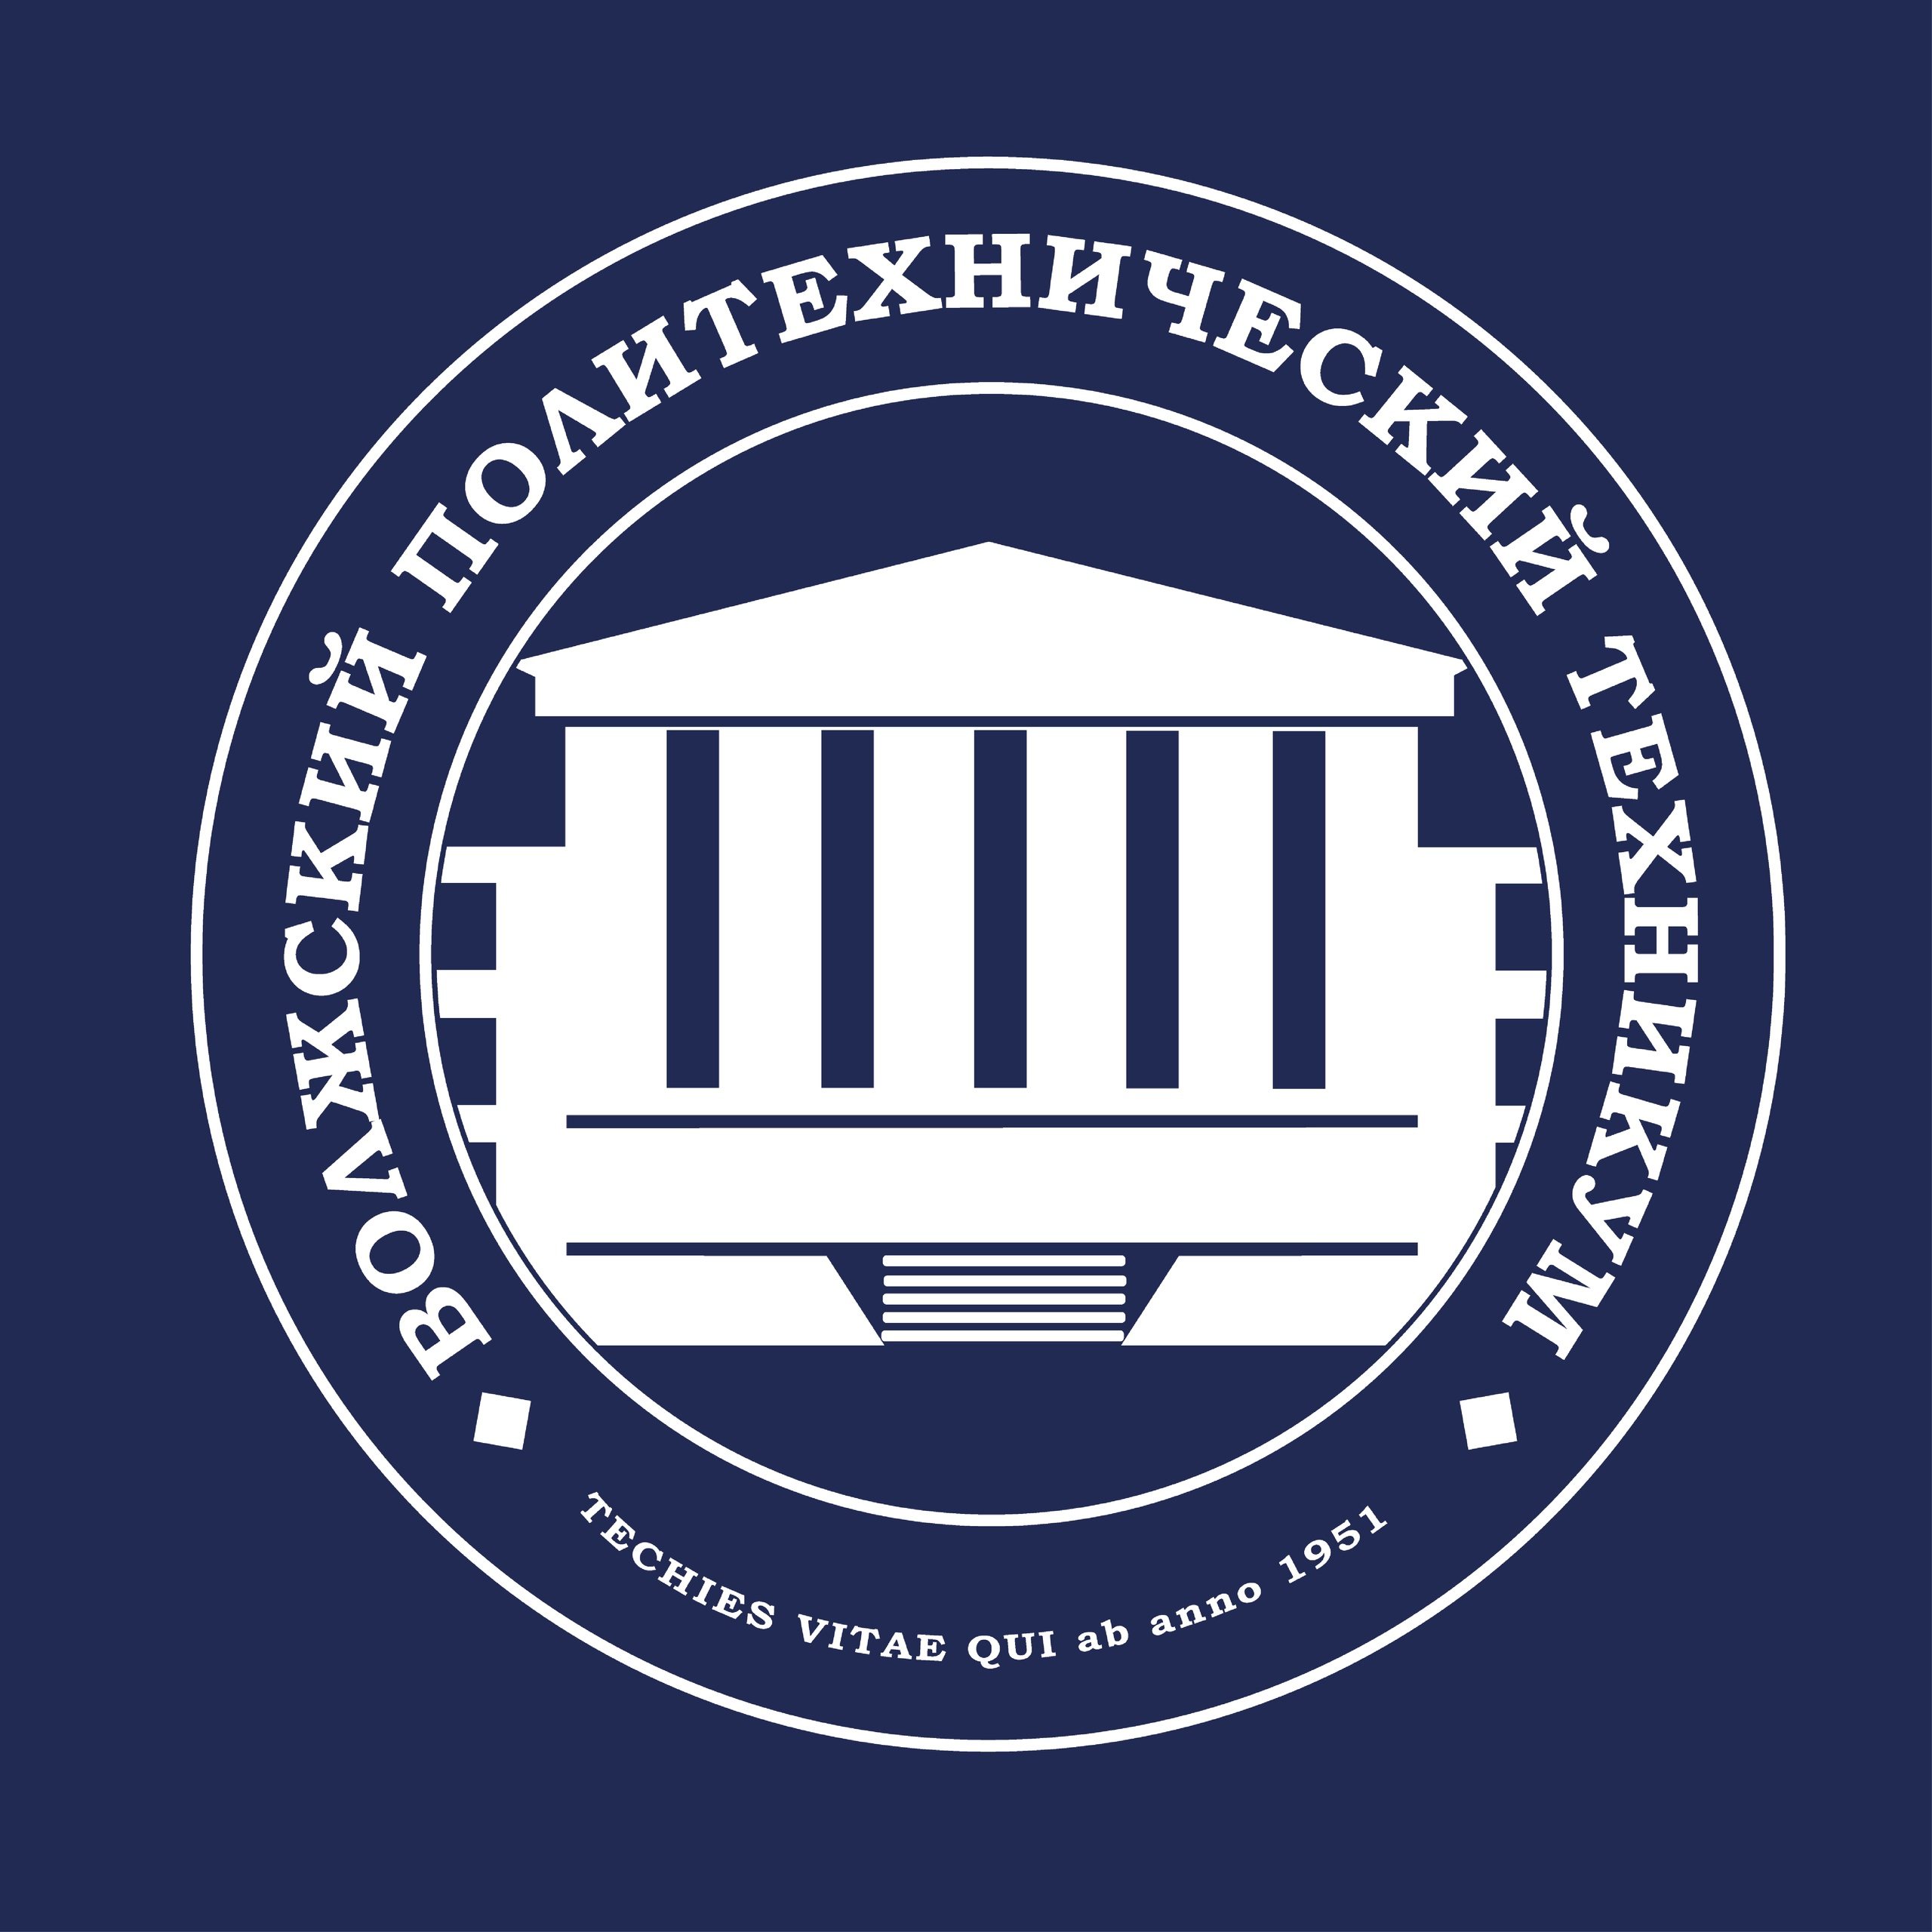 ВОЛЖСКИЙ ПОЛИТЕХНИЧЕСКИЙ ТЕХНИКУМ
TECHIES VITAE QUI ab anno 1951